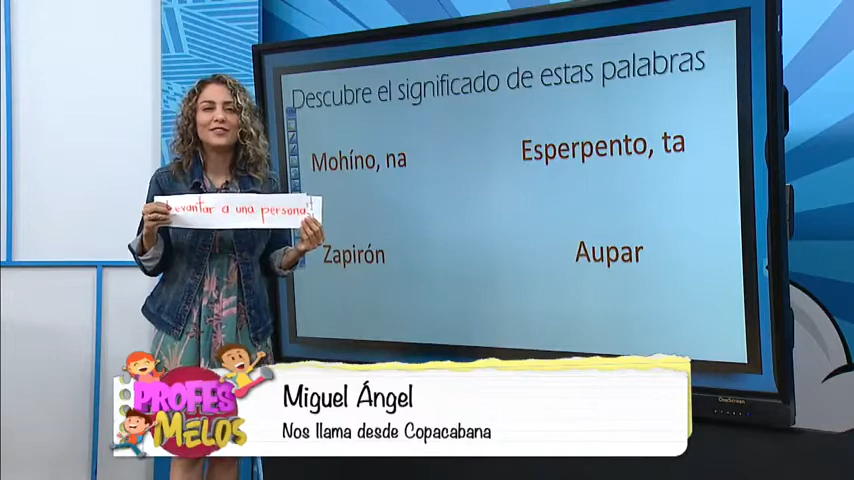 Descubre el significado de estas palabras
Mohíno, na
Esperpento, ta
Levantar a una persona!!
Zapirón
Aupar
PROFES
MELOS
Miguel Ángel
Nos llama desde Copacabana
OneScreen